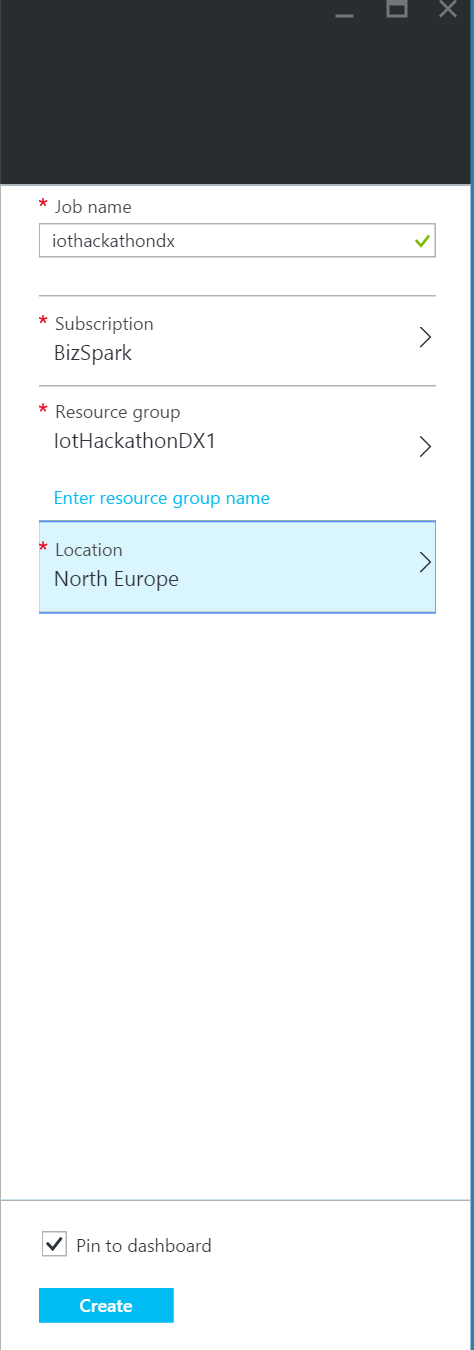 * Job name
iothackathondx
* Subscription
BizSpark
* Resource group
IotHackathonDX1
Enter resource group name
* Location
North Europe
Pin to dashboard
Create